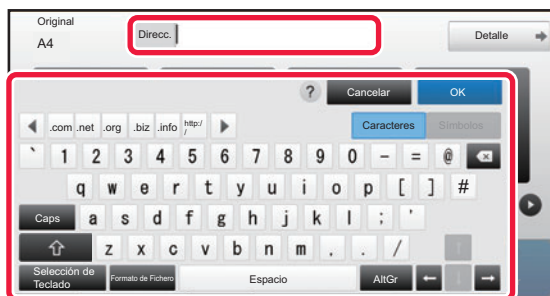 Original
A4
Direcc.
Detalle
? Cancelar OK
.com .net .org .biz .info http://
Caracteres Símbolos
` 1 2 3 4 5 6 7 8 9 0 - = @
q w e r t y u i o p [ ] #
Caps a s d f g h j k l ; '
z x c v b n m , . /
Selección de Teclado
Formato de Fichero
Espacio
AltGr